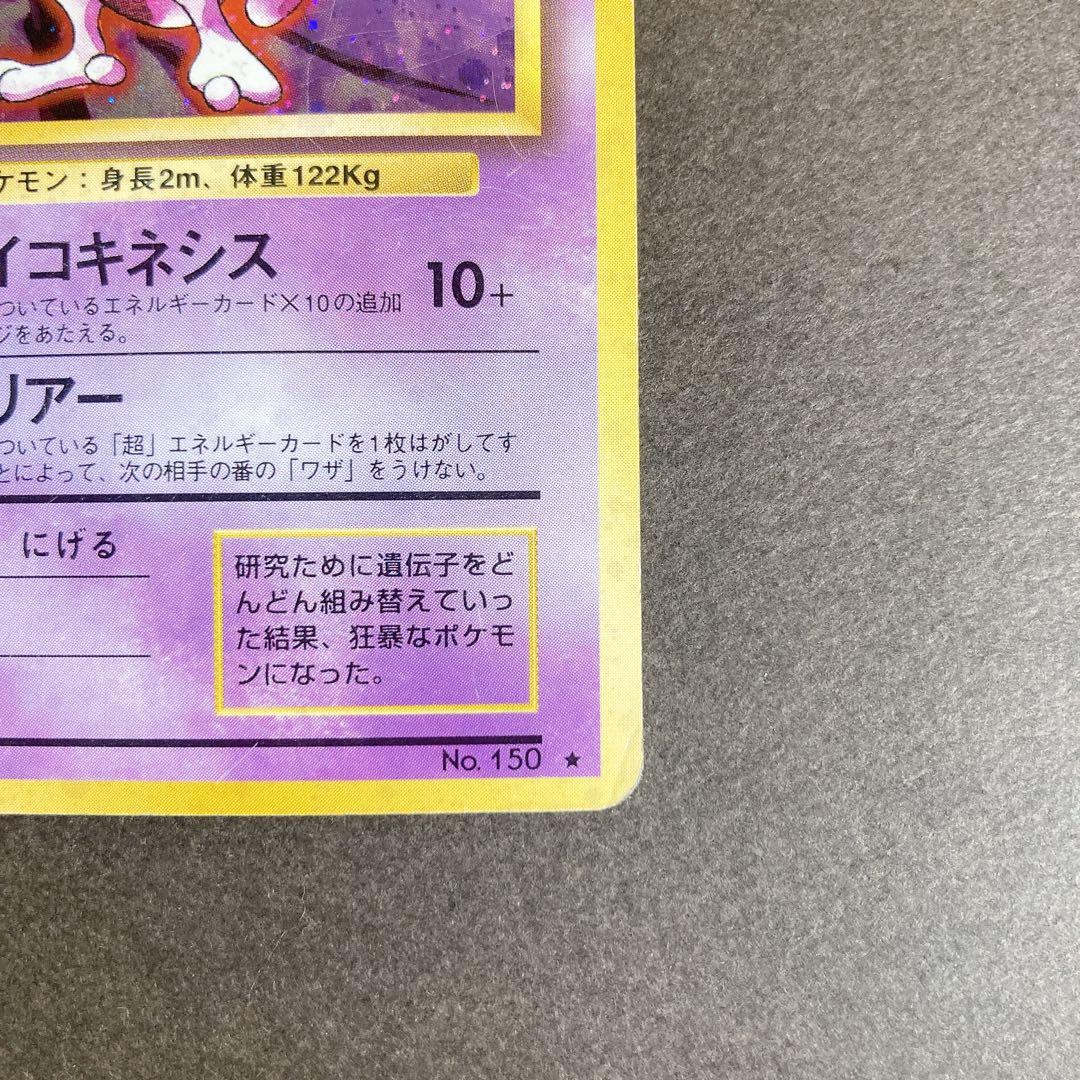 ケモン：身長2m、体重122Kg
イコキネシス
10+
ついているエネルギーカード×10の追加
ジをあたえる。
リアー
ついている「超」エネルギーカードを1枚はがしてす
とによって、次の相手の番の「ワザ」をうけない。
にげる
研究ために遺伝子をど
んどん組み替えていっ
た結果、狂暴なポケモ
ンになった。
No. 150 ★